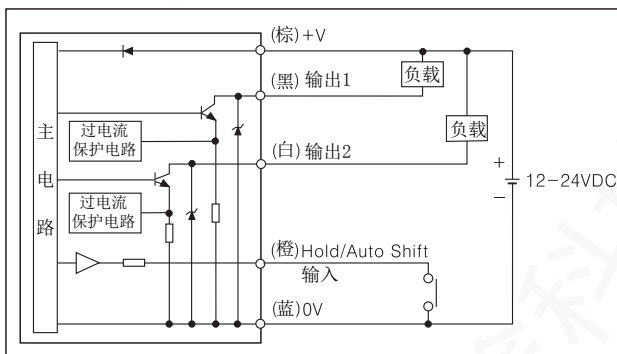 (棕)+V
(黑) 输出1
负载
负载
主电路
过电流
保护电路
(白) 输出2
+
12-24VDC
-
过电流
保护电路
(橙)Hold/Auto Shift
输入
(蓝)0V